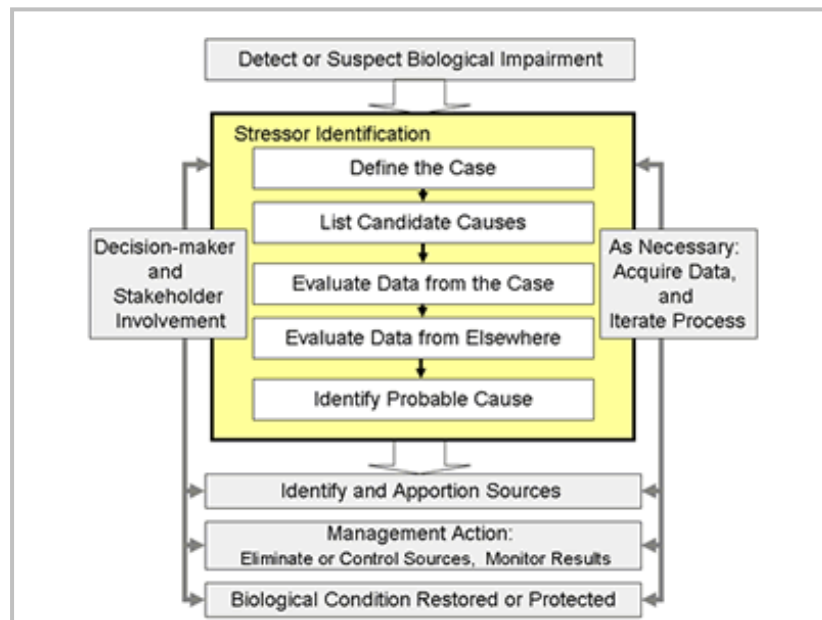 Detect or Suspect Biological Impairment
Stressor Identification
Define the Case
List Candidate Causes
Evaluate Data from the Case
Evaluate Data from Elsewhere
Identify Probable Cause
Decision-maker
and
Stakeholder
Involvement
As Necessary:
Acquire Data,
and
Iterate Process
Identify and Apportion Sources
Management Action:
Eliminate or Control Sources, Monitor Results
Biological Condition Restored or Protected